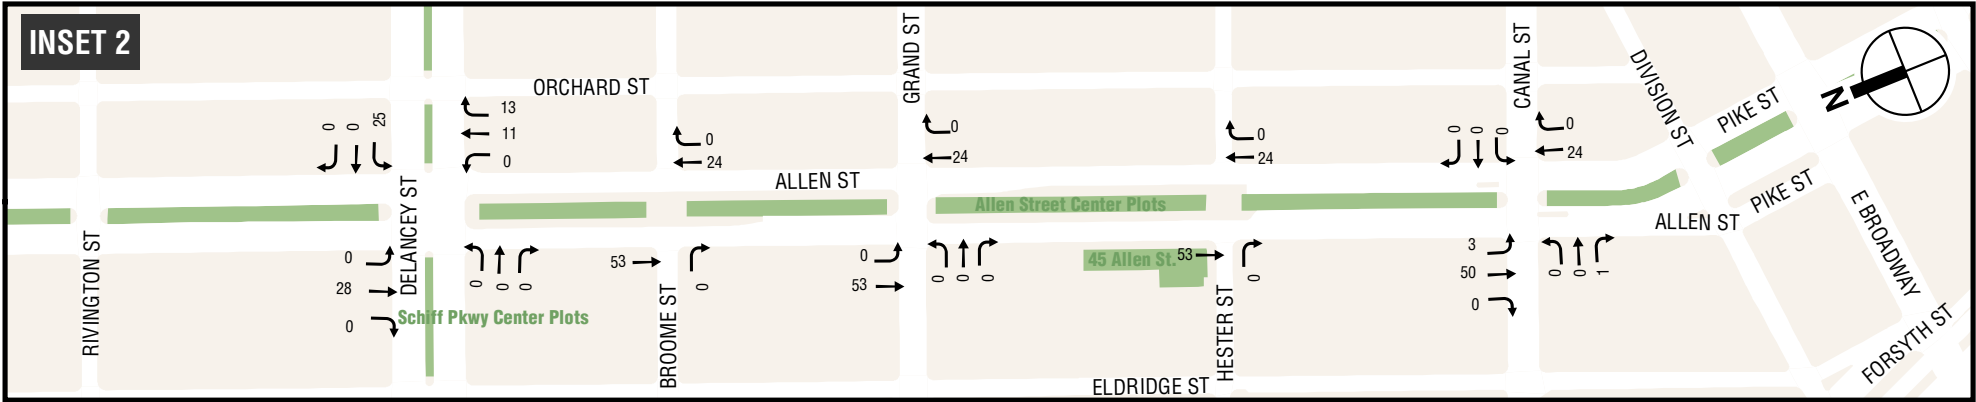 INSET 2
ORCHARD ST
GRAND ST
CANAL ST
DIVISION ST
PIKE ST
N
0 0 25
13
11
0
0
24
0
24
0
24
0 0 0
0
24
ALLEN ST
Allen Street Center Plots
PIKE ST
ALLEN ST
E BROADWAY
RIVINGTON ST
DELANCEY ST
0
28
0
0 0 0
Schiff Pkwy Center Plots
53
BROOME ST
0
0
53
0 0 0
45 Allen St.
53
HESTER ST
0
3
50
0
0 0 1
FORSYTH ST
ELDRIDGE ST